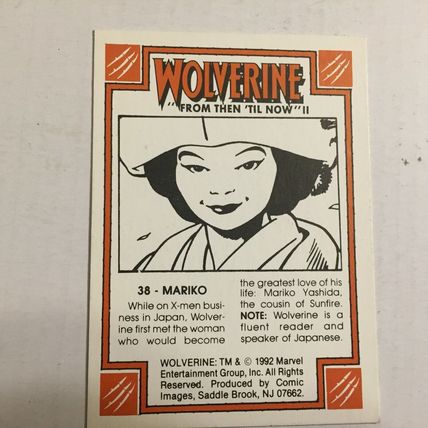 WOLVERINE
"FROM THEN 'TIL NOW" II
38 - MARIKO
While on X-men busi-
ness in Japan, Wolver-
ine first met the woman
who would become
the greatest love of his
life: Mariko Yashida,
the cousin of Sunfire.
NOTE: Wolverine is a
fluent reader and
speaker of Japanese.
WOLVERINE: TM & © 1992 Marvel
Entertainment Group, Inc. All Rights
Reserved. Produced by Comic
Images, Saddle Brook, NJ 07662.